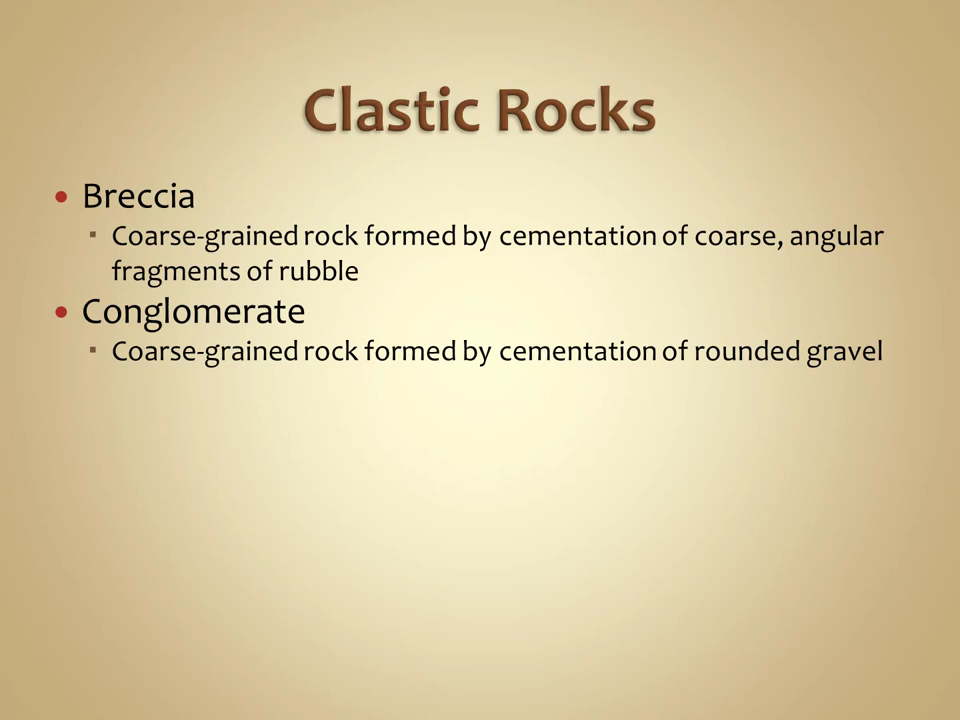 Clastic Rocks
Breccia
Coarse-grained rock formed by cementation of coarse, angular
fragments of rubble
Conglomerate
Coarse-grained rock formed by cementation of rounded gravel